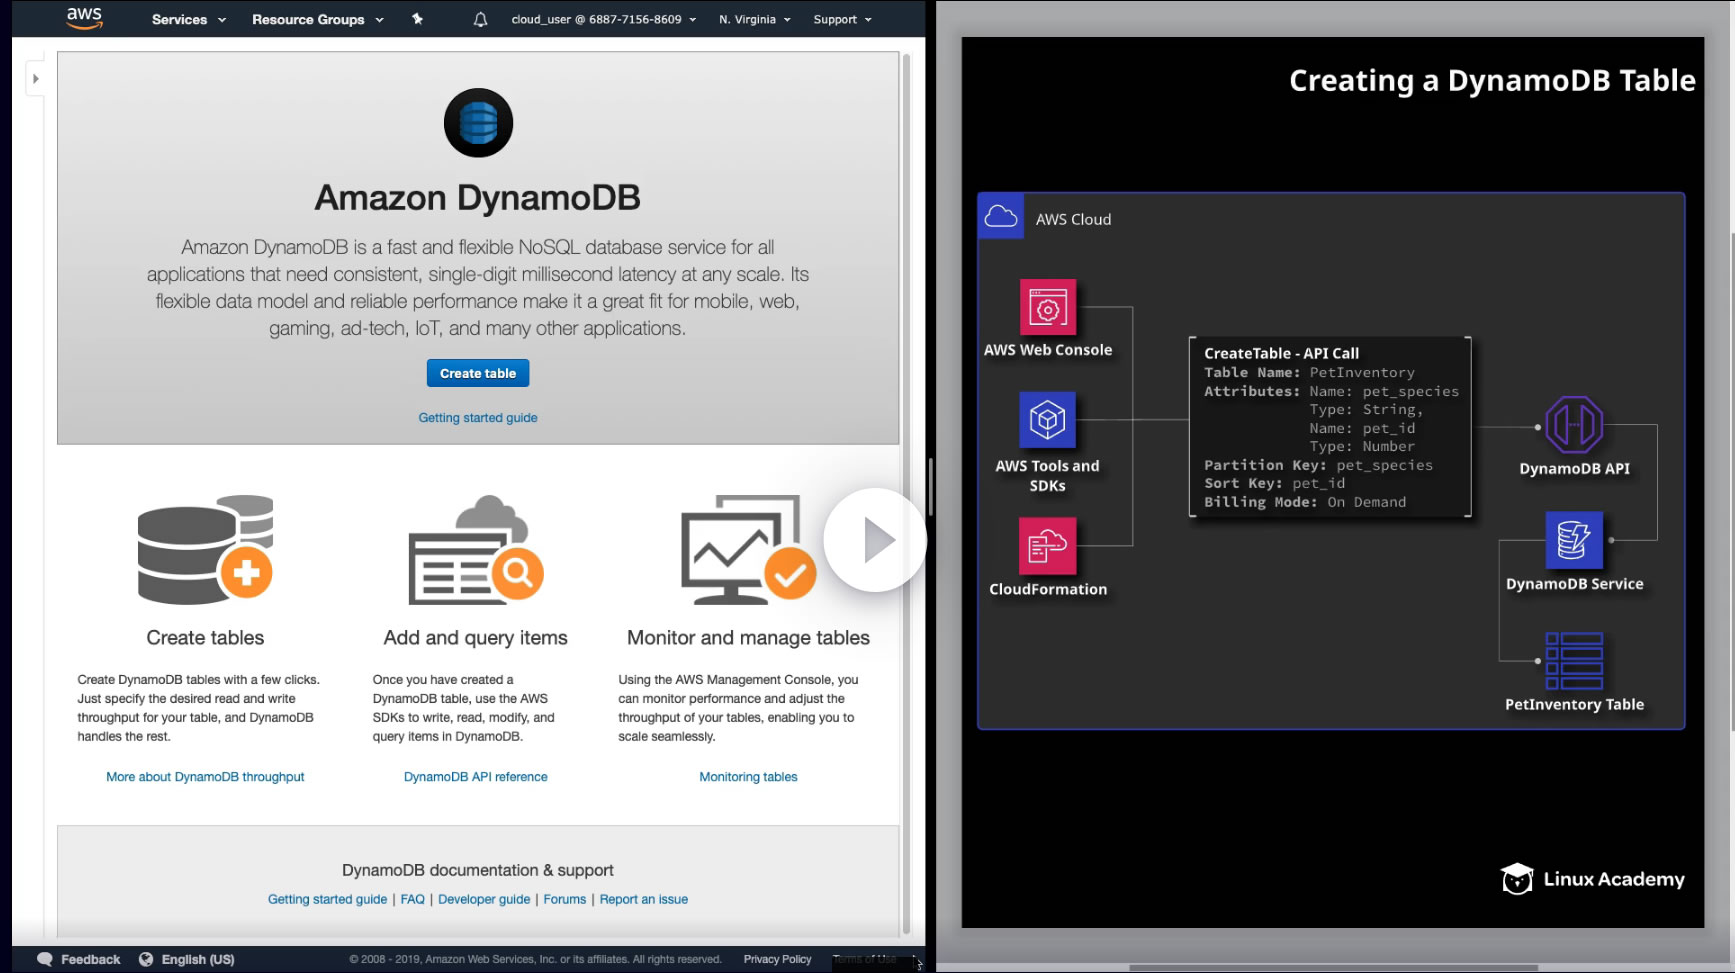 aws
Services
Resource Groups
cloud_user @ 6887-7156-8609
N. Virginia
Support
Amazon DynamoDB
Amazon DynamoDB is a fast and flexible NoSQL database service for all
applications that need consistent, single-digit millisecond latency at any scale. Its
flexible data model and reliable performance make it a great fit for mobile, web,
gaming, ad-tech, IoT, and many other applications.
Create table
Getting started guide
Create tables
Create DynamoDB tables with a few clicks.
Just specify the desired read and write
throughput for your table, and DynamoDB
handles the rest.
More about DynamoDB throughput
Add and query items
Once you have created a
DynamoDB table, use the AWS
SDKs to write, read, modify, and
query items in DynamoDB.
DynamoDB API reference
Monitor and manage tables
Using the AWS Management Console, you
can monitor performance and adjust the
throughput of your tables, enabling you to
scale seamlessly.
Monitoring tables
DynamoDB documentation & support
Getting started guide | FAQ | Developer guide | Forums | Report an issue
Feedback
English (US)
© 2008 - 2019, Amazon Web Services, Inc. or its affiliates. All rights reserved.
Privacy Policy
Terms of Use
Creating a DynamoDB Table
AWS Cloud
AWS Web Console
AWS Tools and
SDKs
CloudFormation
CreateTable - API Call
Table Name: PetInventory
Attributes: Name: pet_species
Type: String,
Name: pet_id
Type: Number
Partition Key: pet_species
Sort Key: pet_id
Billing Mode: On Demand
DynamoDB API
DynamoDB Service
PetInventory Table
Linux Academy